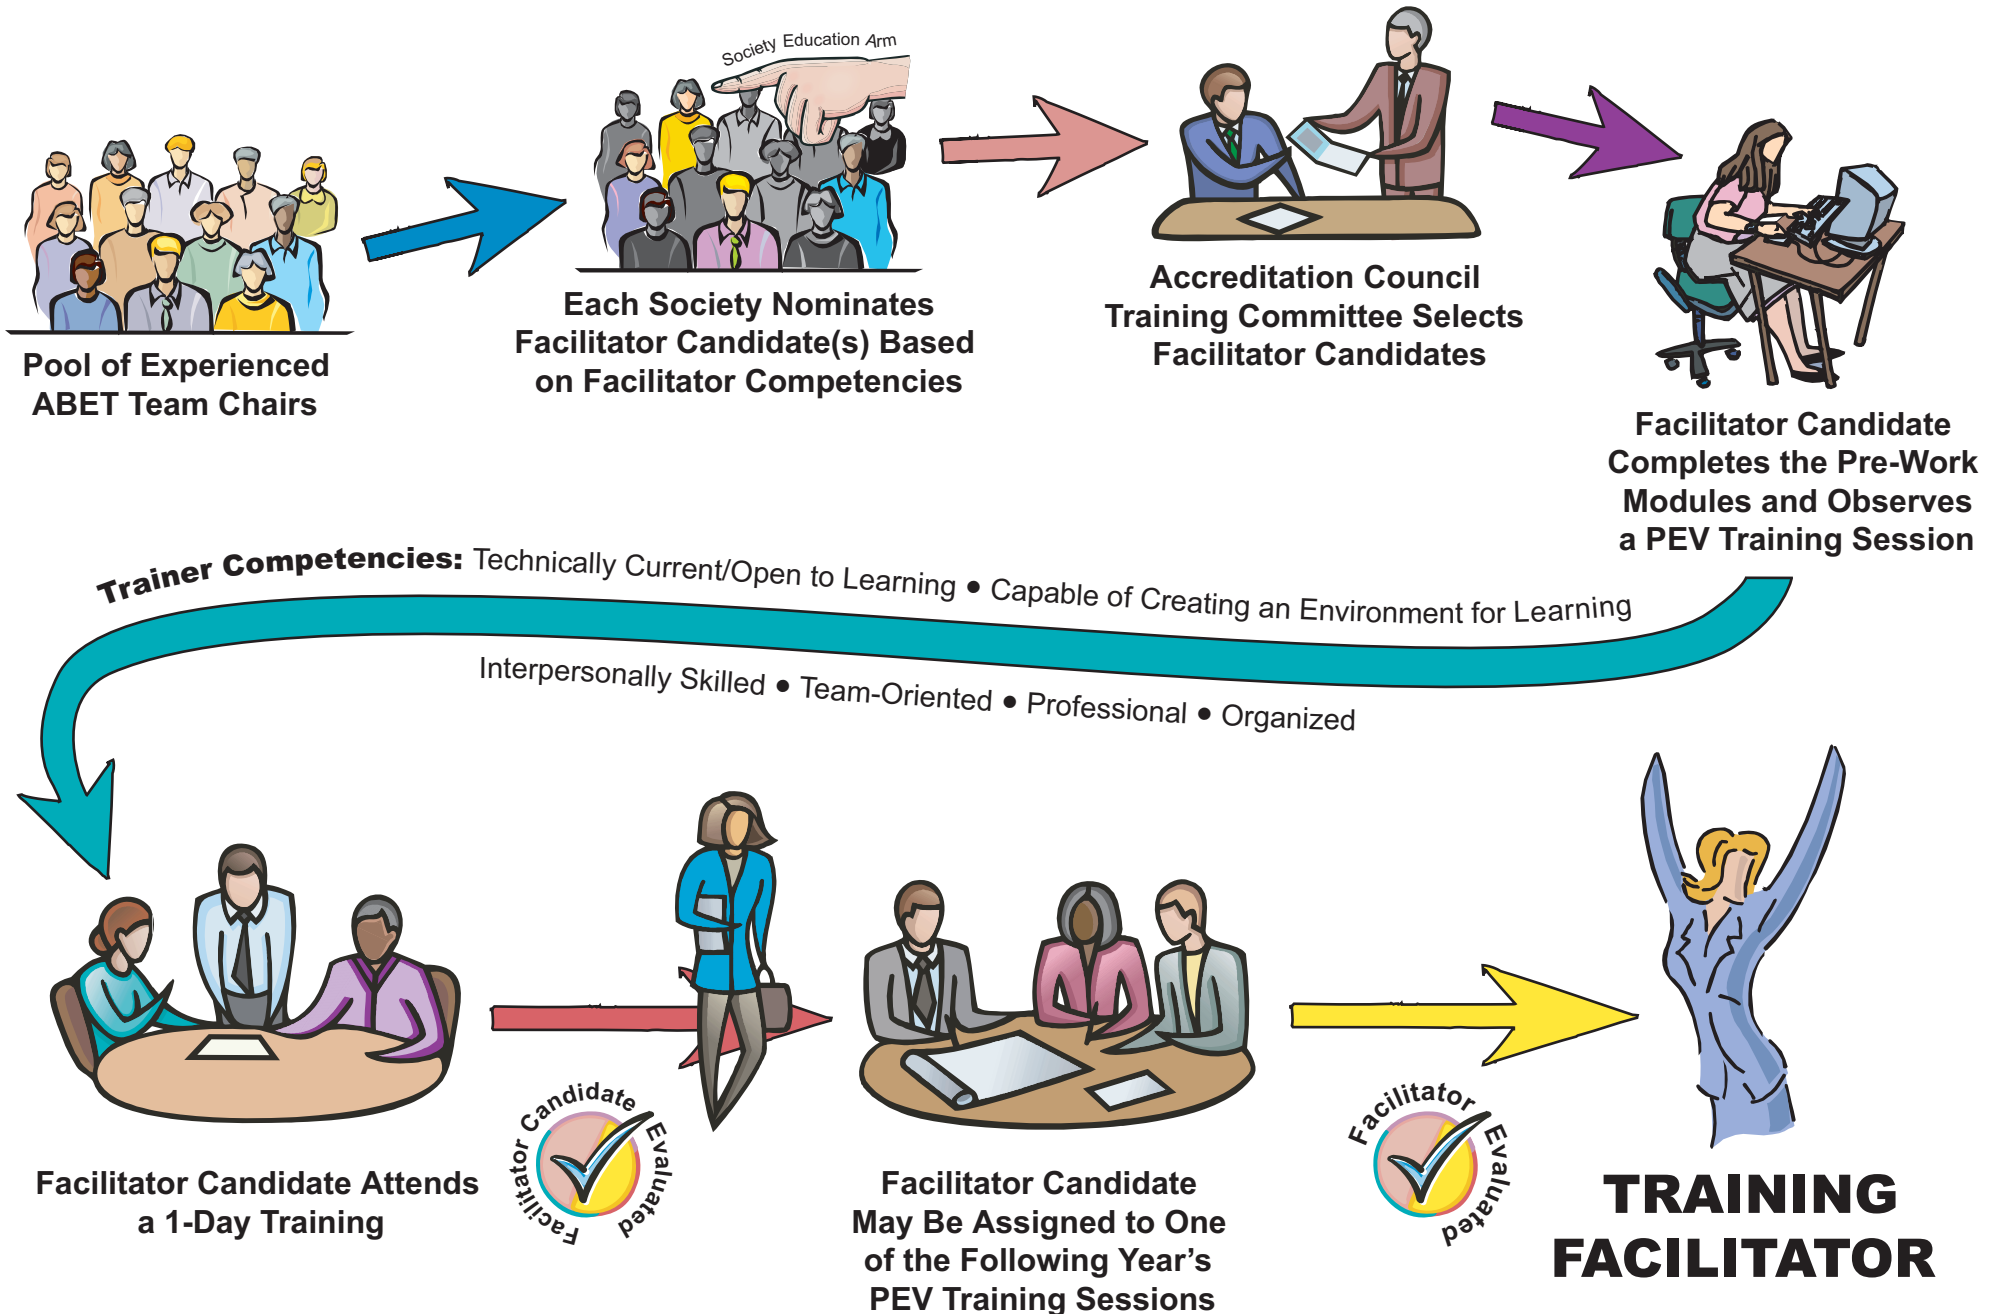 Society Education Arm
Pool of Experienced
ABET Team Chairs
Each Society Nominates
Facilitator Candidate(s) Based
on Facilitator Competencies
Accreditation Council
Training Committee Selects
Facilitator Candidates
Facilitator Candidate
Completes the Pre-Work
Modules and Observes
a PEV Training Session
Trainer Competencies: Technically Current/Open to Learning • Capable of Creating an Environment for Learning
Interpersonally Skilled • Team-Oriented • Professional • Organized
Facilitator Candidate Attends
a 1-Day Training
Facilitator Candidate Evaluated
Facilitator Candidate
May Be Assigned to One
of the Following Year's
PEV Training Sessions
Facilitator Evaluated
TRAINING
FACILITATOR